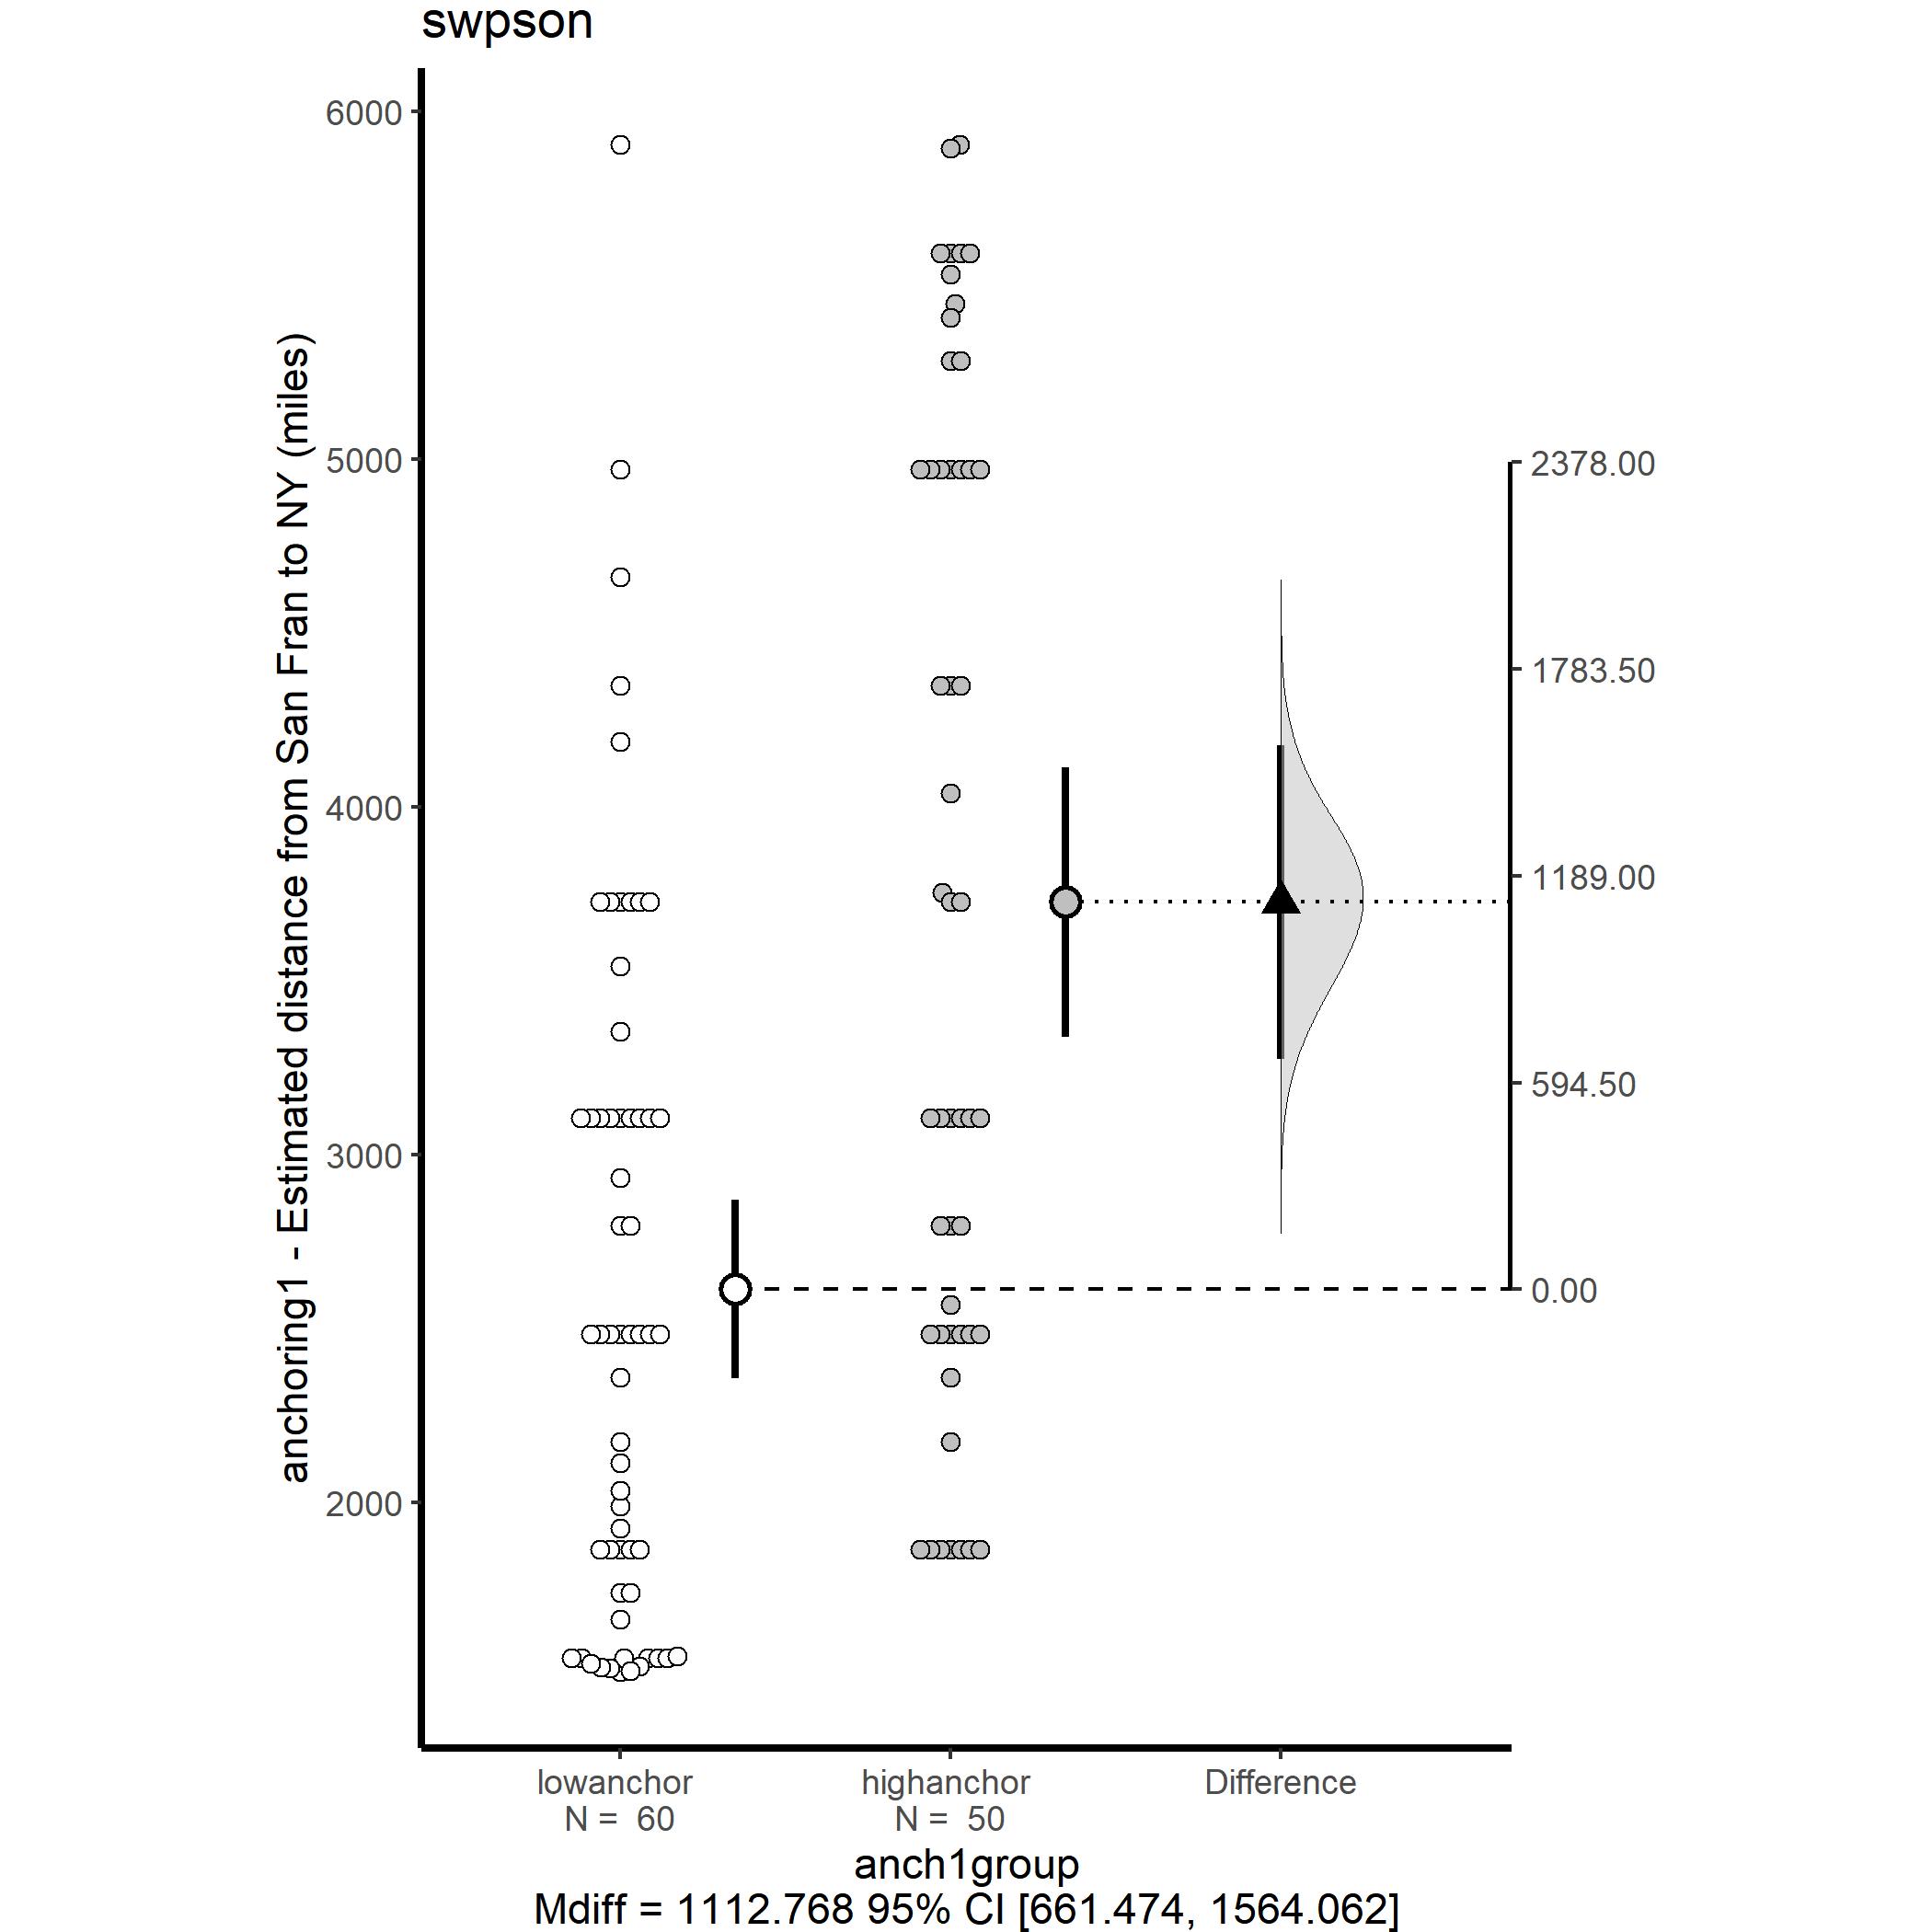 swpson
anchoring1 - Estimated distance from San Fran to NY (miles)
6000
5000
4000
3000
2000
2378.00
1783.50
1189.00
594.50
0.00
lowanchor
N =  60
highanchor
N =  50
Difference
anch1group
Mdiff = 1112.768 95% CI [661.474, 1564.062]